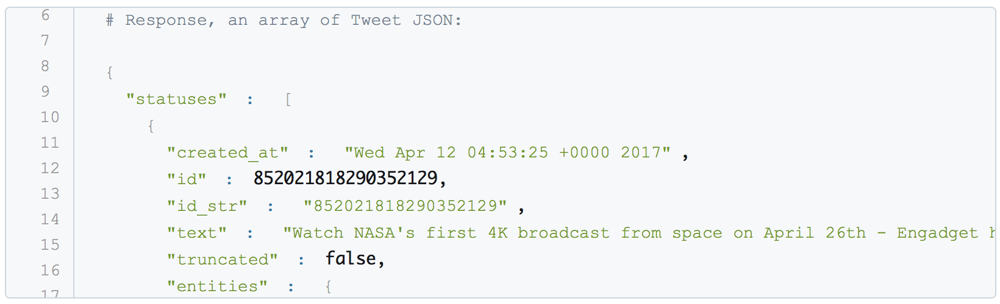 6 # Response, an array of Tweet JSON:
7
8 {
9 "statuses" : [
10 {
11 "created_at" : "Wed Apr 12 04:53:25 +0000 2017" ,
12 "id" : 852021818290352129,
13 "id_str" : "852021818290352129" ,
14 "text" : "Watch NASA's first 4K broadcast from space on April 26th - Engadget h
15 "truncated" : false,
16 "entities" : {
17